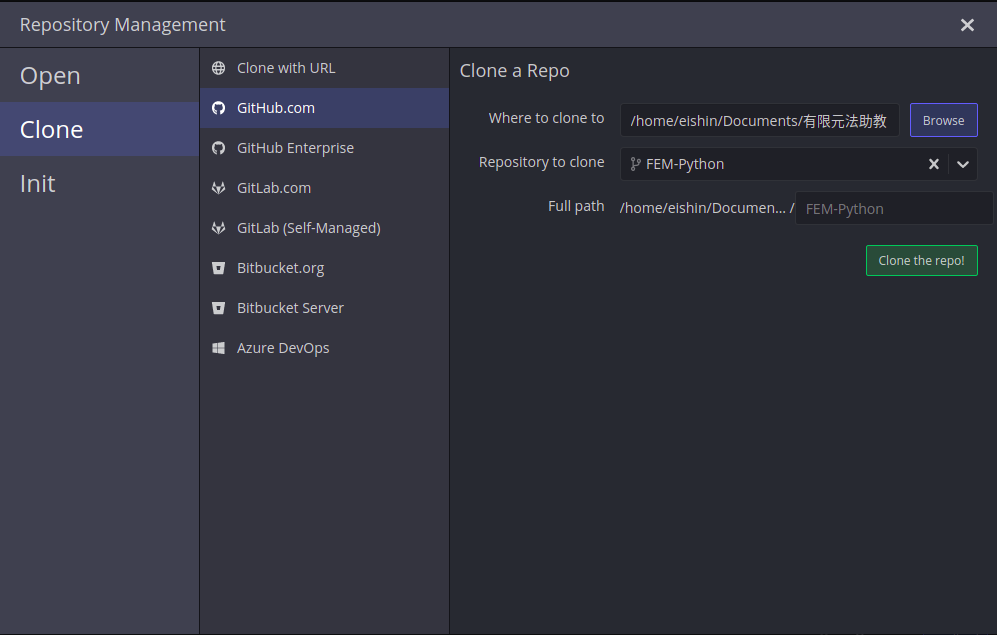 Repository Management
Open
Clone
Init
Clone with URL
GitHub.com
GitHub Enterprise
GitLab.com
GitLab (Self-Managed)
Bitbucket.org
Bitbucket Server
Azure DevOps
Clone a Repo
Where to clone to /home/eishin/Documents/有限元法助教 Browse
Repository to clone FEM-Python
Full path /home/eishin/Documen... / FEM-Python
Clone the repo!